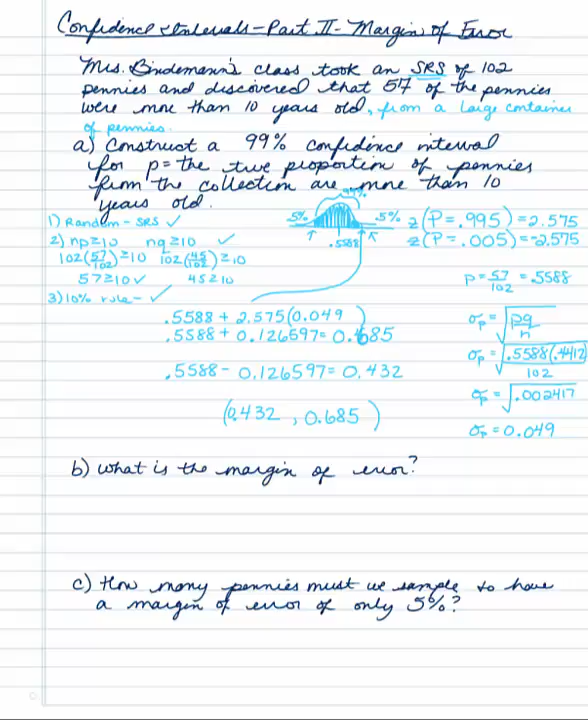 Confidence Intervals - Part II - Margin of Error
Mrs. Bindemann's class took an SRS of 102
pennies and discovered that 57 of the pennies
were more than 10 years old, from a large container
of pennies.
a) Construct a 99% confidence interval
for p = the true proportion of pennies
from the collection are more than 10
years old.
99%
1) Random - SRS ✓
.5% .5%
z(P = .995) = 2.575
2) np≥10 nq≥10 ✓
.5588
z(P = .005) = -2.575
102(57/102)≥10 102(45/102)≥10
57≥10 ✓ 45≥10
p = 57/102 = .5588
3) 10% rule - ✓
.5588 + 2.575(0.049)
σp = √pq/n
.5588 + 0.126597 = 0.685
σp = √.5588(.4412)/102
.5588 - 0.126597 = 0.432
σp = √.002417
(0.432, 0.685)
σp = 0.049
b) What is the margin of error?
c) How many pennies must we sample to have
a margin of error of only 5%?